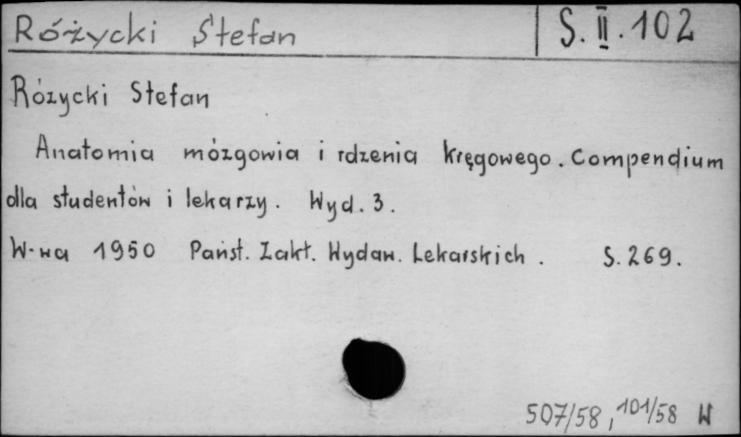 Różycki Stefan S. II. 102
Różycki Stefan
Anatomia mózgowia i rdzenia kręgowego. Compendium
dla studentów i lekarzy. Wyd. 3.
W-wa 1950 Państ. Zakł. Wydaw. Lekarskich. S. 269.
507/58, 101/58 W